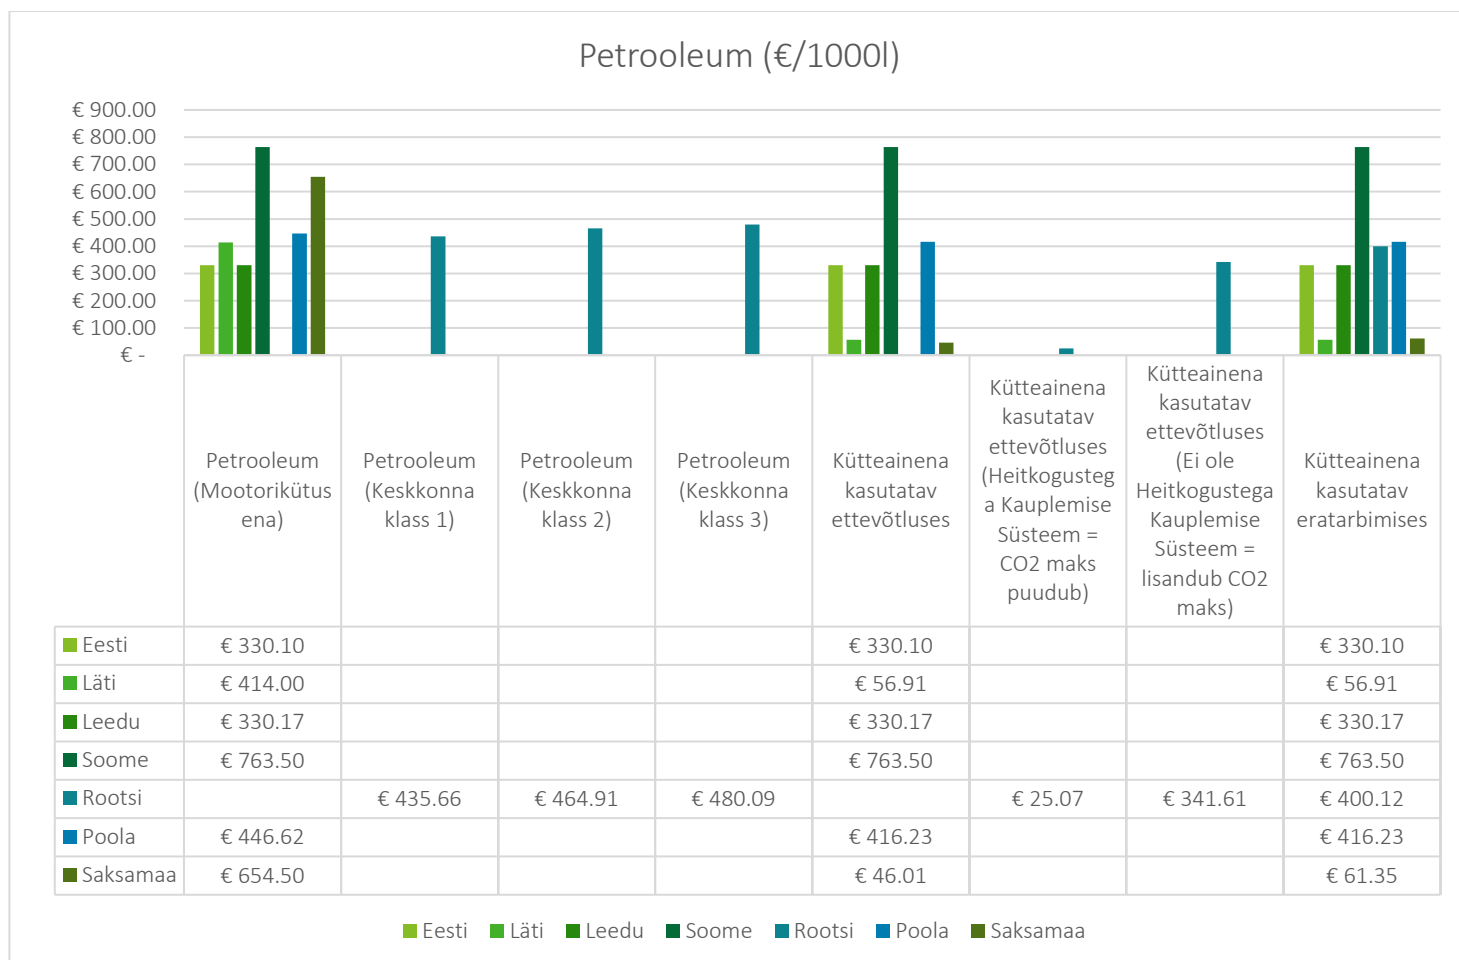 Petrooleum (€/1000l)
€ 900.00
€ 800.00
€ 700.00
€ 600.00
€ 500.00
€ 400.00
€ 300.00
€ 200.00
€ 100.00
€ -
Petrooleum
(Mootorikütus
ena)
Petrooleum
(Keskkonna
klass 1)
Petrooleum
(Keskkonna
klass 2)
Petrooleum
(Keskkonna
klass 3)
Kütteainena
kasutatav
ettevõtluses
Kütteainena
kasutatav
ettevõtluses
(Heitkogusteg
a Kauplemise
Süsteem =
CO2 maks
puudub)
Kütteainena
kasutatav
ettevõtluses
(Ei ole
Heitkogustega
Kauplemise
Süsteem =
lisandub CO2
maks)
Kütteainena
kasutatav
eratarbimises
Eesti € 330.10 € 330.10 € 330.10
Läti € 414.00 € 56.91 € 56.91
Leedu € 330.17 € 330.17 € 330.17
Soome € 763.50 € 763.50 € 763.50
Rootsi € 435.66 € 464.91 € 480.09 € 25.07 € 341.61 € 400.12
Poola € 446.62 € 416.23 € 416.23
Saksamaa € 654.50 € 46.01 € 61.35
Eesti Läti Leedu Soome Rootsi Poola Saksamaa